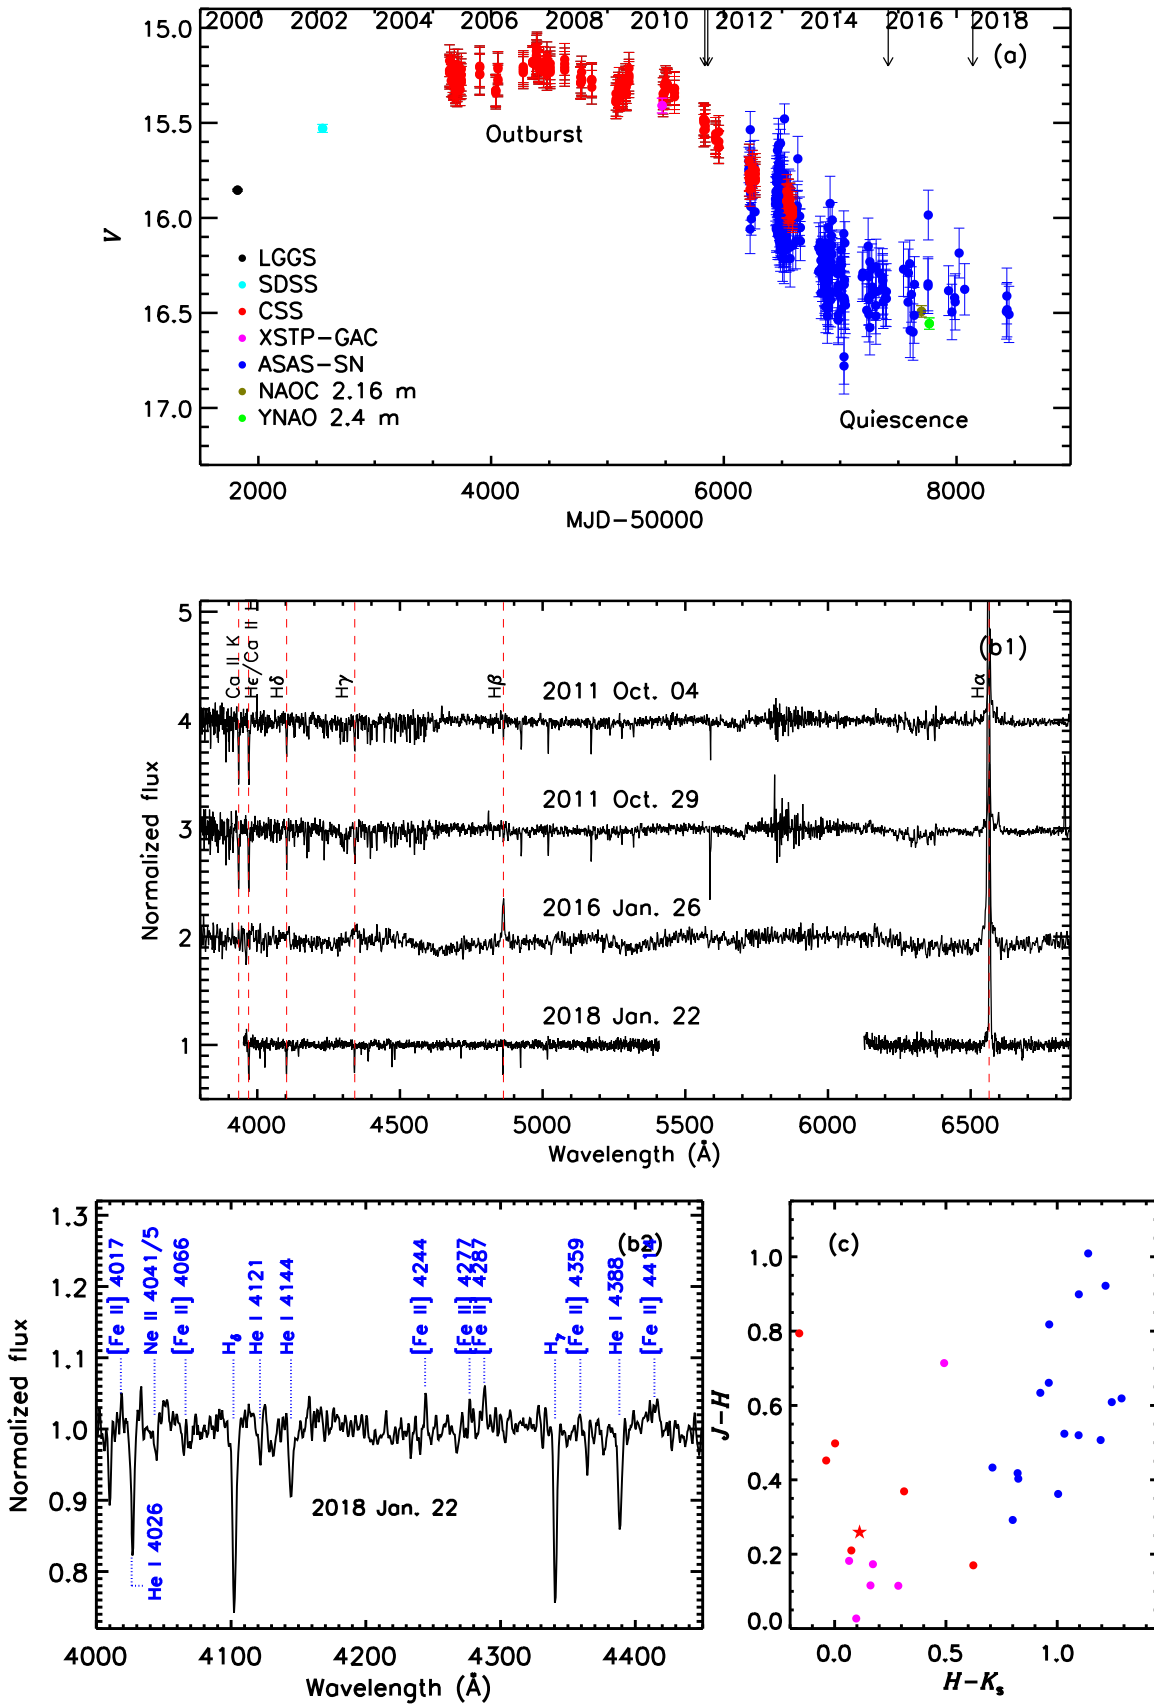 2000 2002 2004 2006 2008 2010 2012 2014 2016 2018
(a)
15.0
15.5
16.0
16.5
17.0
V
Outburst
Quiescence
LGGS
SDSS
CSS
XSTP-GAC
ASAS-SN
NAOC 2.16 m
YNAO 2.4 m
2000 4000 6000 8000
MJD-50000
(b1)
5
4
3
2
1
Normalized flux
Ca II K
Hϵ/Ca II H
Hδ
Hγ
Hβ
Hα
2011 Oct. 04
2011 Oct. 29
2016 Jan. 26
2018 Jan. 22
4000 4500 5000 5500 6000 6500
Wavelength (Å)
(b2)
1.3
1.2
1.1
1.0
0.9
0.8
Normalized flux
[Fe II] 4017
Ne II 4041/5
[Fe II] 4066
Hδ
He I 4121
He I 4144
[Fe II] 4244
[Fe II] 4277
[Fe II] 4287
Hγ
[Fe II] 4359
He I 4388
[Fe II] 4414
He I 4026
2018 Jan. 22
4000 4100 4200 4300 4400
Wavelength (Å)
(c)
1.0
0.8
0.6
0.4
0.2
0.0
J-H
0.0 0.5 1.0
H-Ks